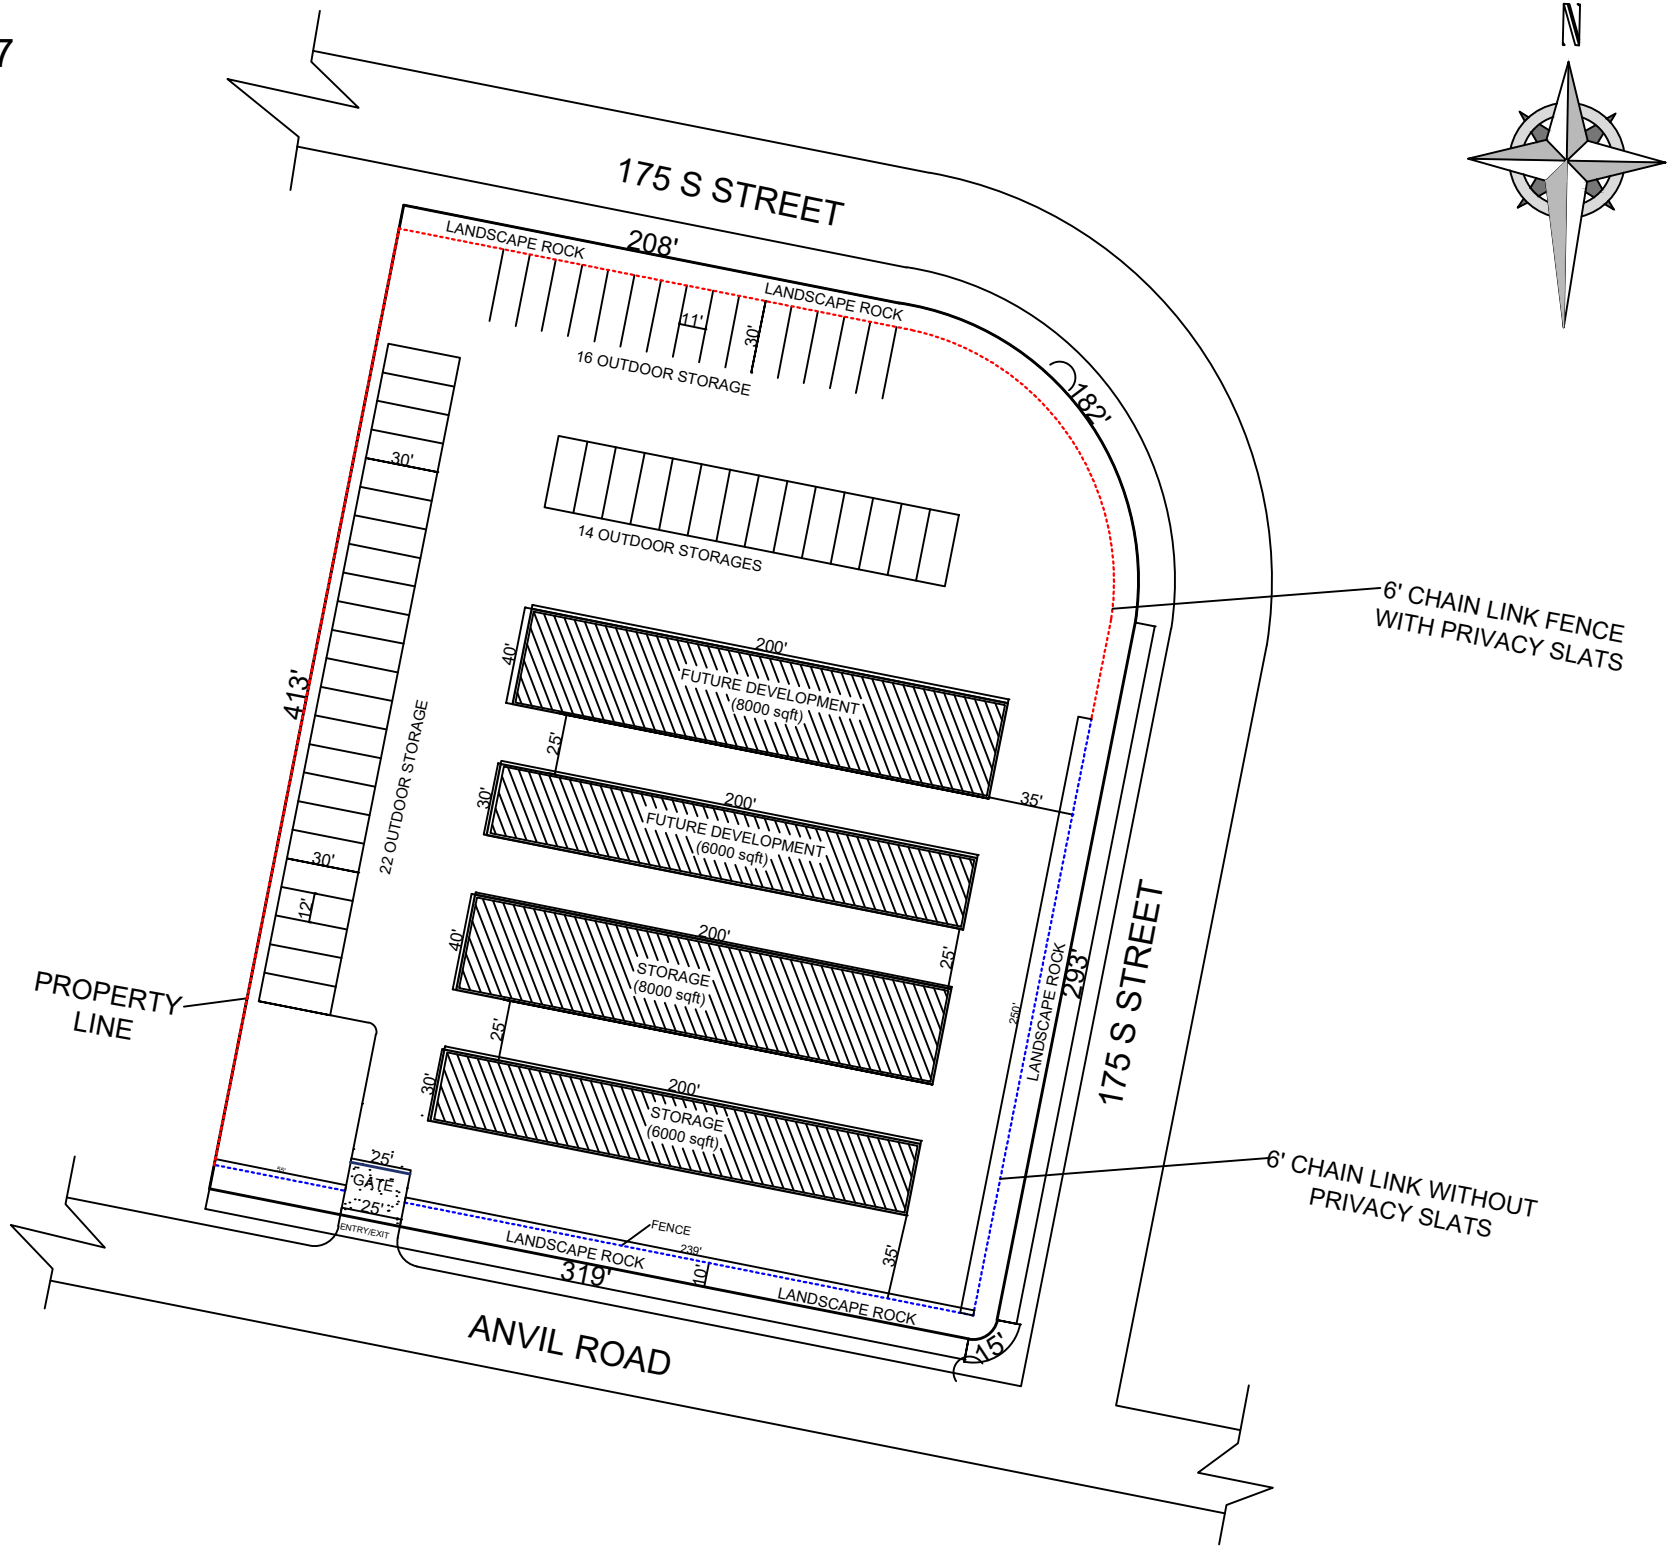 N
7
175 S STREET
LANDSCAPE ROCK
208'
LANDSCAPE ROCK
11'
30'
16 OUTDOOR STORAGE
182'
30'
14 OUTDOOR STORAGES
6' CHAIN LINK FENCE
WITH PRIVACY SLATS
200'
40'
FUTURE DEVELOPMENT
(8000 sqft)
413'
25'
22 OUTDOOR STORAGE
200'
30'
35'
FUTURE DEVELOPMENT
(6000 sqft)
30'
12'
200'
40'
25'
STORAGE
(8000 sqft)
LANDSCAPE ROCK
293'
250'
175 S STREET
PROPERTY
LINE
25'
200'
30'
STORAGE
(6000 sqft)
25'
GATE
25'
55'
ENTRY/EXIT
FENCE
239'
LANDSCAPE ROCK
10'
35'
319'
LANDSCAPE ROCK
15'
6' CHAIN LINK WITHOUT
PRIVACY SLATS
ANVIL ROAD